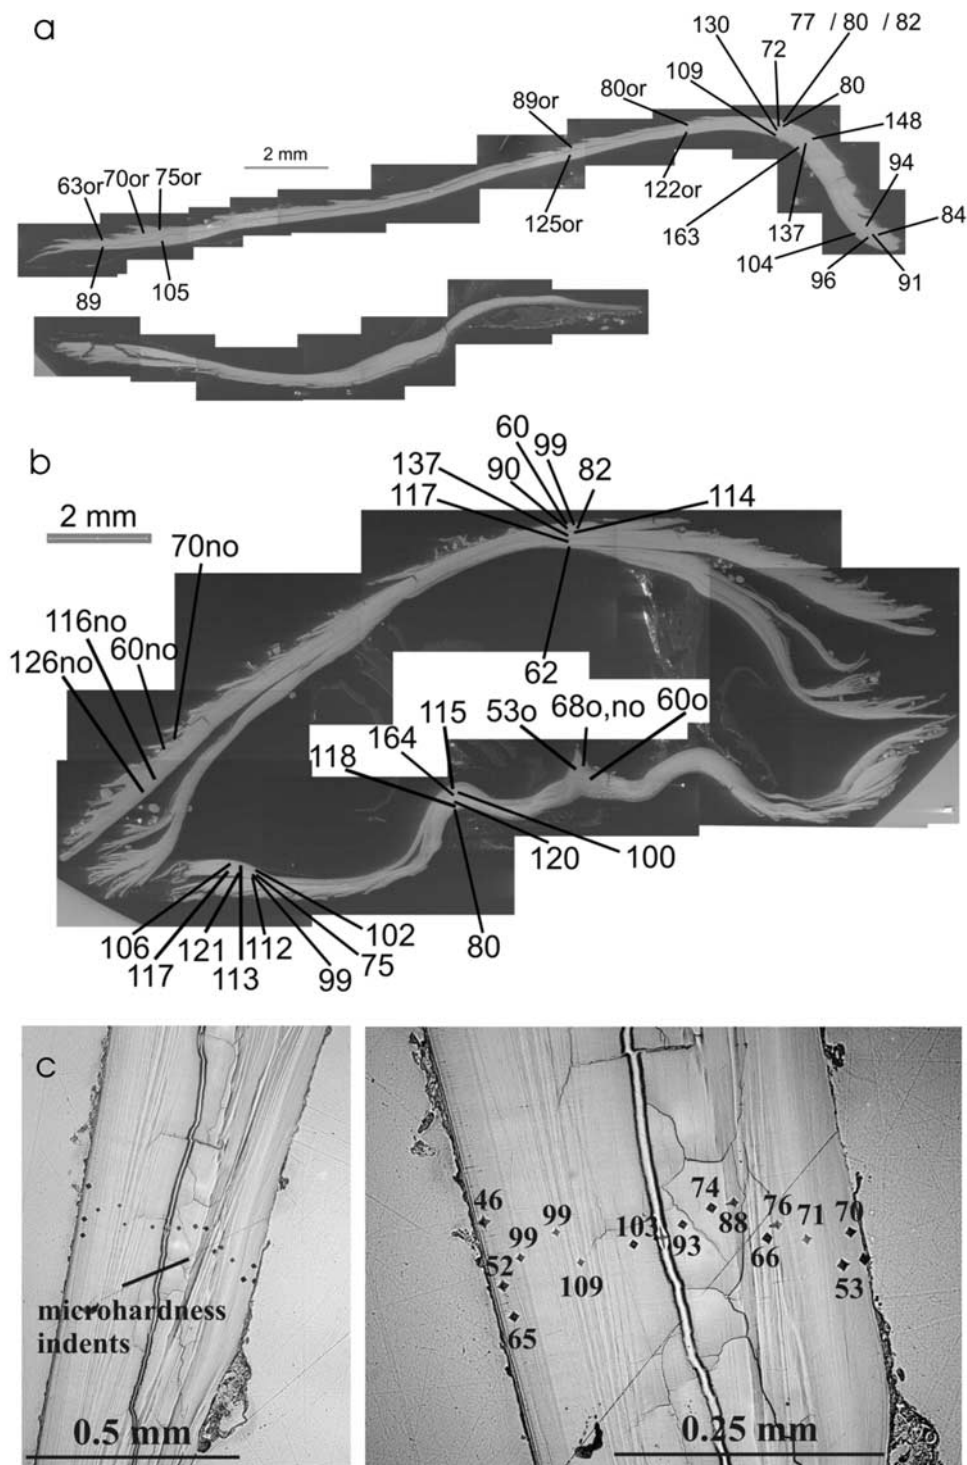 a
130 77 / 80 / 82
72
109 80
80or
89or 148
2 mm
94
63or 70or 75or
122or
84
125or 163 137
104
89 105 96 91
b
60
99
137 90 82
117 114
2 mm
70no
116no
60no
126no
62
115 53o 68o,no 60o
164
118
120 100
106 121 112 102 80
117 113 99 75
c
46 74 88 76 71 70
99 99 103 93 66
52 109 53
65
microhardness
indents
0.5 mm 0.25 mm